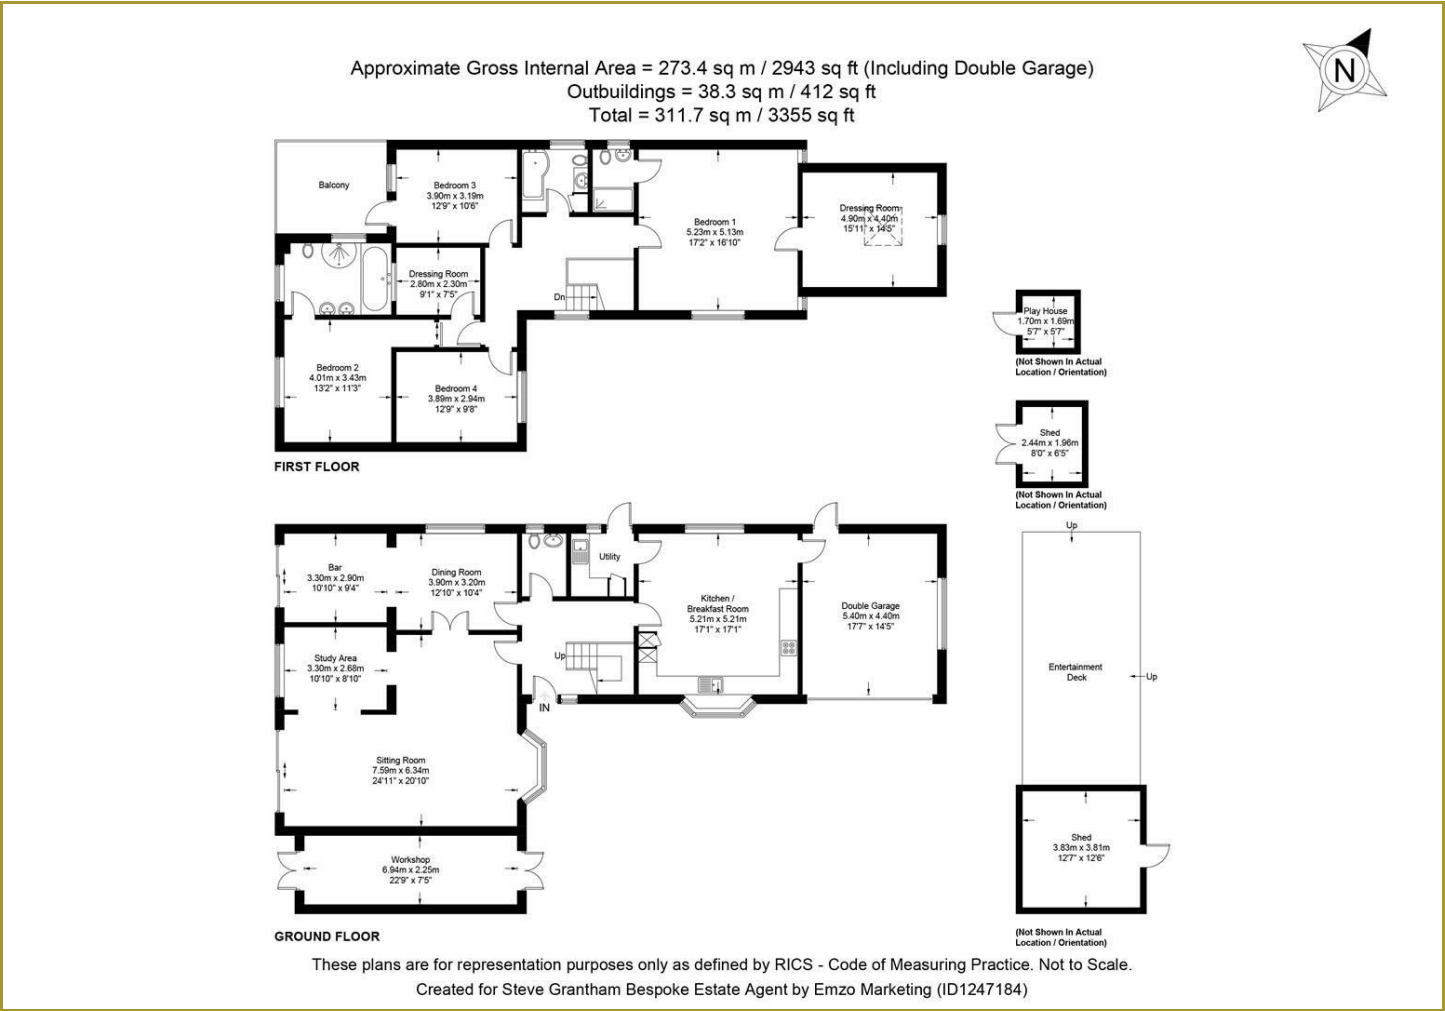 N
Approximate Gross Internal Area = 273.4 sq m / 2943 sq ft (Including Double Garage)
Outbuildings = 38.3 sq m / 412 sq ft
Total = 311.7 sq m / 3355 sq ft
Balcony
Bedroom 3
3.90m x 3.19m
12'9" x 10'6"
Bedroom 1
5.23m x 5.13m
17'2" x 16'10"
Dressing Room
4.90m x 4.40m
15'11" x 14'5"
Dressing Room
2.80m x 2.30m
9'1" x 7'5"
Dn
Bedroom 2
4.01m x 3.43m
13'2" x 11'3"
Bedroom 4
3.89m x 2.94m
12'9" x 9'8"
FIRST FLOOR
Play House
1.70m x 1.69m
5'7" x 5'7"
(Not Shown In Actual
Location / Orientation)
Shed
2.44m x 1.96m
8'0" x 6'5"
(Not Shown In Actual
Location / Orientation)
Bar
3.30m x 2.90m
10'10" x 9'4"
Dining Room
3.90m x 3.20m
12'10" x 10'4"
Utility
Kitchen /
Breakfast Room
5.21m x 5.21m
17'1" x 17'1"
Double Garage
5.40m x 4.40m
17'7" x 14'5"
Study Area
3.30m x 2.68m
10'10" x 8'10"
Up
IN
Sitting Room
7.59m x 6.34m
24'11" x 20'10"
Workshop
6.94m x 2.25m
22'9" x 7'5"
GROUND FLOOR
Up
Entertainment
Deck
Up
Shed
3.83m x 3.81m
12'7" x 12'6"
(Not Shown In Actual
Location / Orientation)
These plans are for representation purposes only as defined by RICS - Code of Measuring Practice. Not to Scale.
Created for Steve Grantham Bespoke Estate Agent by Emzo Marketing (ID1247184)